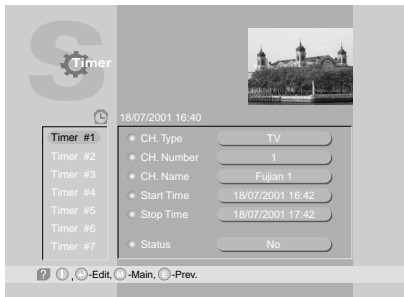 S
Timer
18/07/2001 16:40
Timer #1
Timer #2
Timer #3
Timer #4
Timer #5
Timer #6
Timer #7
CH. Type TV
CH. Number 1
CH. Name Fujian 1
Start Time 18/07/2001 16:42
Stop Time 18/07/2001 17:42
Status No
? , -Edit, M -Main, E -Prev.